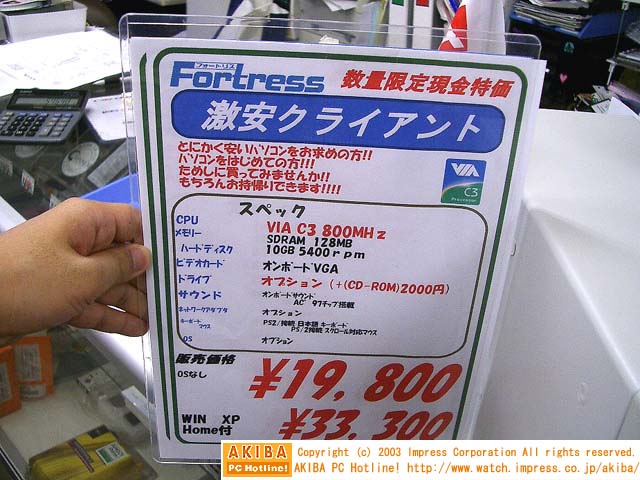 フォートレス
Fortress 数量限定現金特価
激安クライアント
とにかく安いパソコンをお求めの方!!
パソコンをはじめての方!!!
ためしに買ってみませんか!!
もちろんお持帰りできます!!!!
VIA
C3
Processor
スペック
CPU VIA C3 800MHz
メモリー SDRAM 128MB
ハードディスク 10GB 5400rpm
ビデオカード オンボードVGA
ドライブ オプション (+(CD-ROM)2000円)
サウンド オンボードサウンド
AC '97チップ搭載
ネットワークアダプタ オプション
キーボード PS2/接続 日本語 キーボード
マウス PS/2接続 スクロール対応マウス
OS オプション
販売価格
OSなし ¥19,800
WIN XP
Home付 ¥33,300
AKIBA
PC Hotline!
Copyright (c) 2003 Impress Corporation All rights reserved.
AKIBA PC Hotline! http://www.watch.impress.co.jp/akiba/